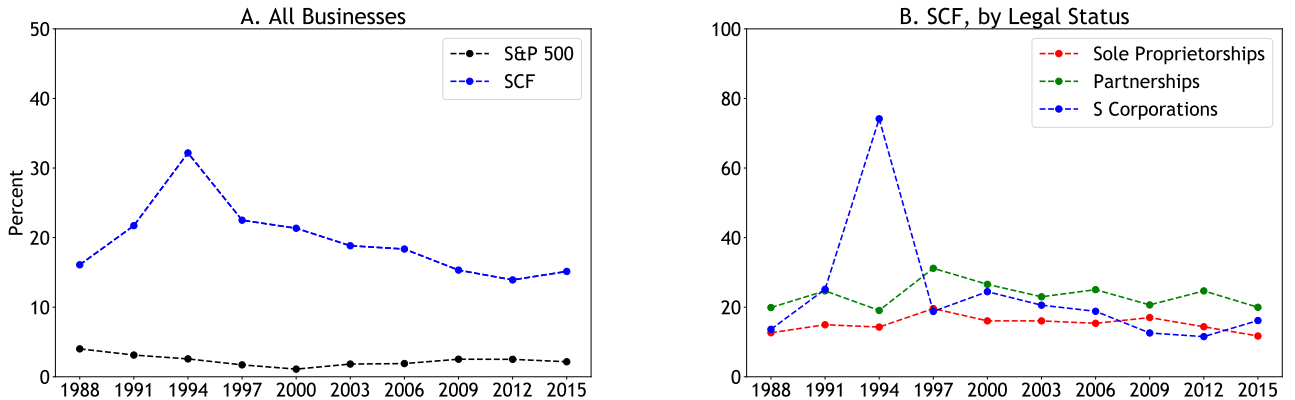 A. All Businesses
50
40
30
20
10
0
Percent
S&P 500
SCF
1988 1991 1994 1997 2000 2003 2006 2009 2012 2015
B. SCF, by Legal Status
100
80
60
40
20
0
Sole Proprietorships
Partnerships
S Corporations
1988 1991 1994 1997 2000 2003 2006 2009 2012 2015